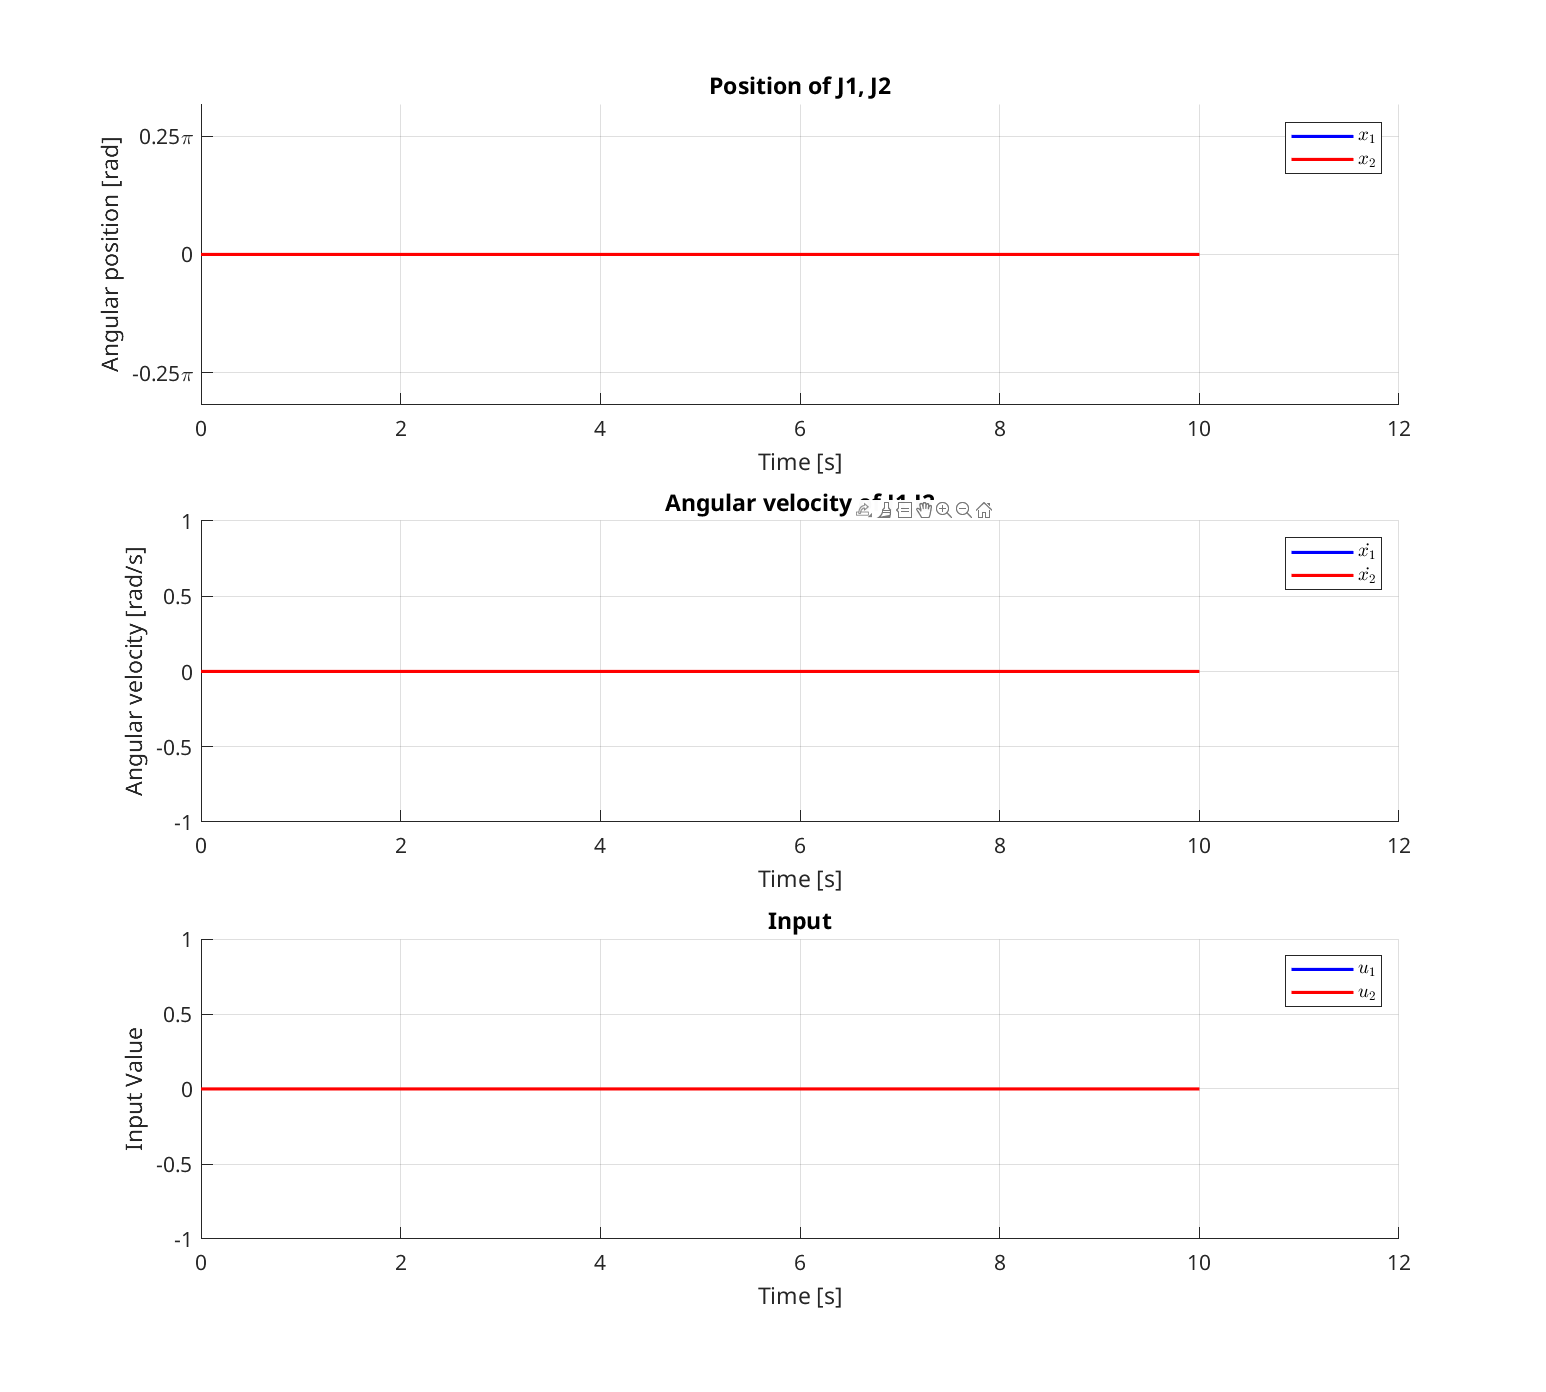 Position of J1, J2
Angular position [rad]
0.25π
0
-0.25π
x₁
x₂
0 2 4 6 8 10 12
Time [s]
Angular velocity of J1 J2
Angular velocity [rad/s]
1
0.5
0
-0.5
-1
ẋ₁
ẋ₂
0 2 4 6 8 10 12
Time [s]
Input
Input Value
1
0.5
0
-0.5
-1
u₁
u₂
0 2 4 6 8 10 12
Time [s]